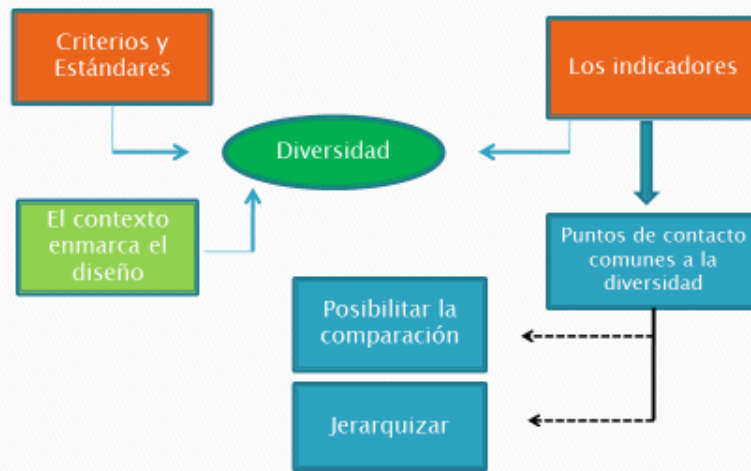 Criterios y
Estándares
Los indicadores
Diversidad
El contexto
enmarca el
diseño
Puntos de contacto
comunes a la
diversidad
Posibilitar la
comparación
Jerarquizar